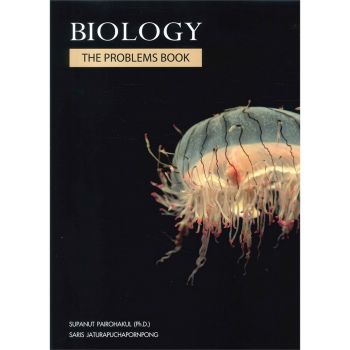 BIOLOGY
THE PROBLEMS BOOK
SUPANUT PAIROHAKUL (Ph.D.)
SARIS JATURAPUCHAPORNPONG